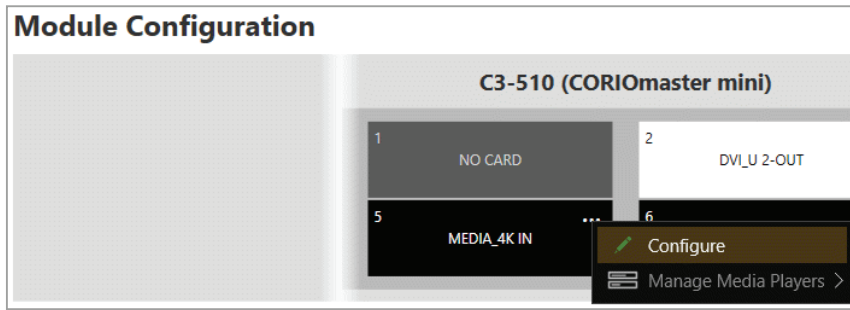 Module Configuration
C3-510 (CORIOmaster mini)
1
NO CARD
2
DVI_U 2-OUT
5
...
MEDIA_4K IN
6
Configure
Manage Media Players >